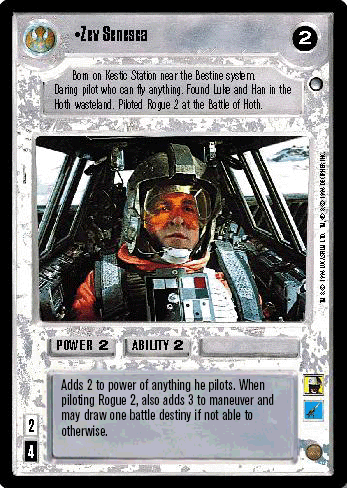 •Zev Senesca
2
Born on Kestic Station near the Bestine system.
Daring pilot who can fly anything. Found Luke and Han in the
Hoth wasteland. Piloted Rogue 2 at the Battle of Hoth.
POWER 2
ABILITY 2
Adds 2 to power of anything he pilots. When
piloting Rogue 2, also adds 3 to maneuver and
may draw one battle destiny if not able to
otherwise.
2
4